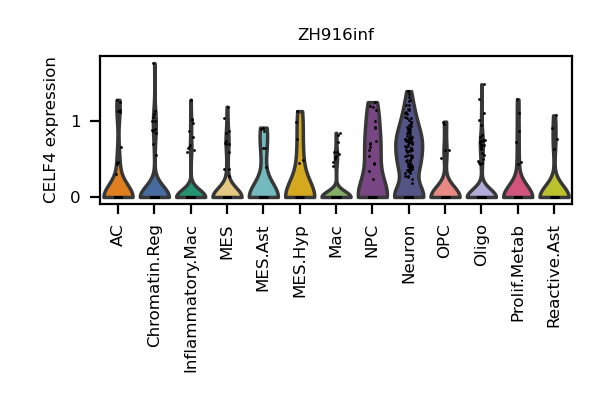 ZH916inf
CELF4 expression
1
0
AC
Chromatin.Reg
Inflammatory.Mac
MES
MES.Ast
MES.Hyp
Mac
NPC
Neuron
OPC
Oligo
Prolif.Metab
Reactive.Ast